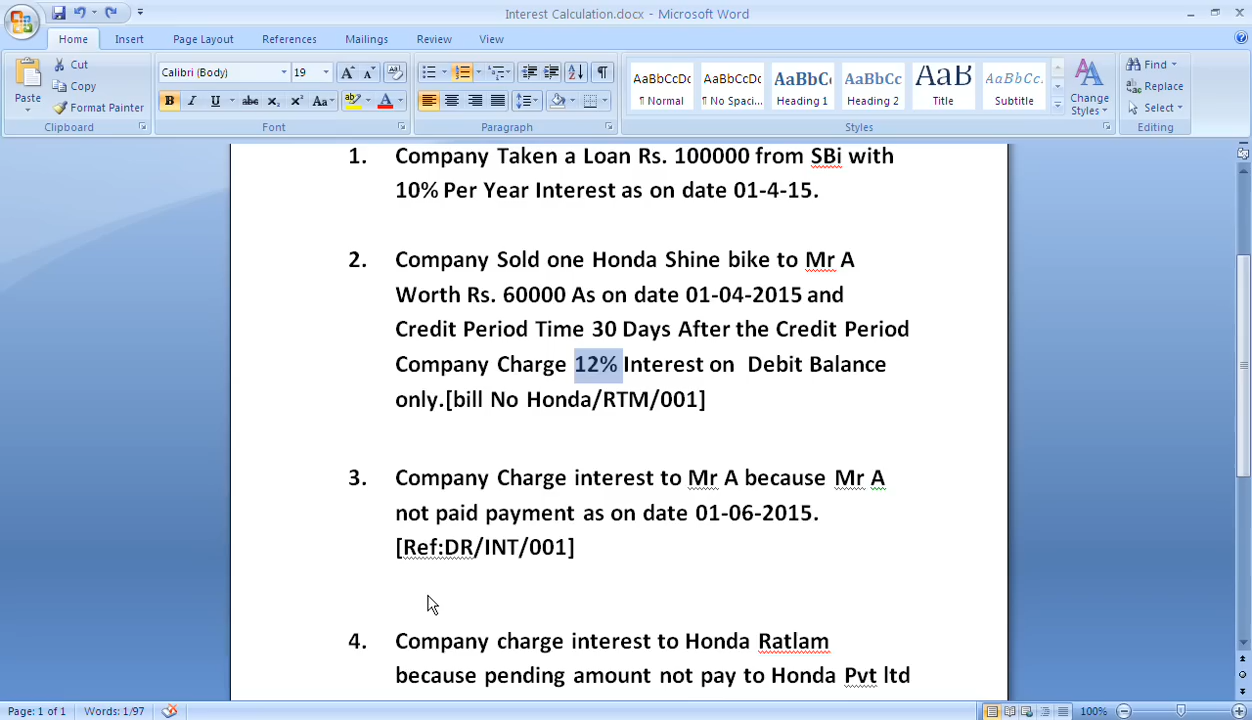 Interest Calculation.docx - Microsoft Word
Home Insert Page Layout References Mailings Review View
Paste
Cut
Copy
Format Painter
Clipboard
Calibri (Body) 19
B I U abc x₂ x² Aa
Font
Paragraph
AaBbCcDc AaBbCcDc AaBbC AaBbCc AaB AaBbCc.
¶ Normal ¶ No Spaci... Heading 1 Heading 2 Title Subtitle
Change Styles
Styles
Find
Replace
Select
Editing
1. Company Taken a Loan Rs. 100000 from SBi with
10% Per Year Interest as on date 01-4-15.
2. Company Sold one Honda Shine bike to Mr A
Worth Rs. 60000 As on date 01-04-2015 and
Credit Period Time 30 Days After the Credit Period
Company Charge 12% Interest on Debit Balance
only.[bill No Honda/RTM/001]
3. Company Charge interest to Mr A because Mr A
not paid payment as on date 01-06-2015.
[Ref:DR/INT/001]
4. Company charge interest to Honda Ratlam
because pending amount not pay to Honda Pvt ltd
Page: 1 of 1 Words: 1/97 100%